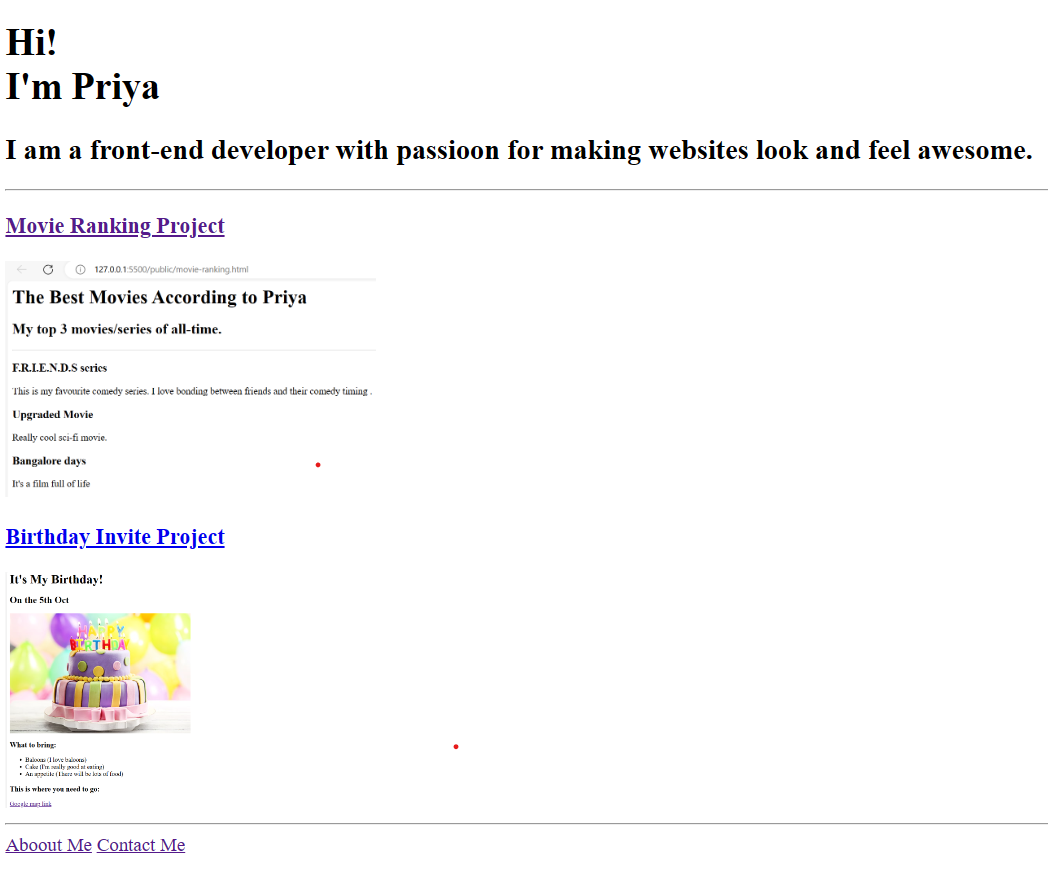 Hi!
I'm Priya
I am a front-end developer with passioon for making websites look and feel awesome.
Movie Ranking Project
127.0.0.1:5500/public/movie-ranking.html
The Best Movies According to Priya
My top 3 movies/series of all-time.
F.R.I.E.N.D.S series
This is my favourite comedy series. I love bonding between friends and their comedy timing .
Upgraded Movie
Really cool sci-fi movie.
Bangalore days
It's a film full of life
Birthday Invite Project
It's My Birthday!
On the 5th Oct
HAPPY
BIRTHDAY
What to bring:
Baloons (I love baloons)
Cake (I'm really good at eating)
An appetite (There will be lots of food)
This is where you need to go:
Google map link
Aboout Me Contact Me